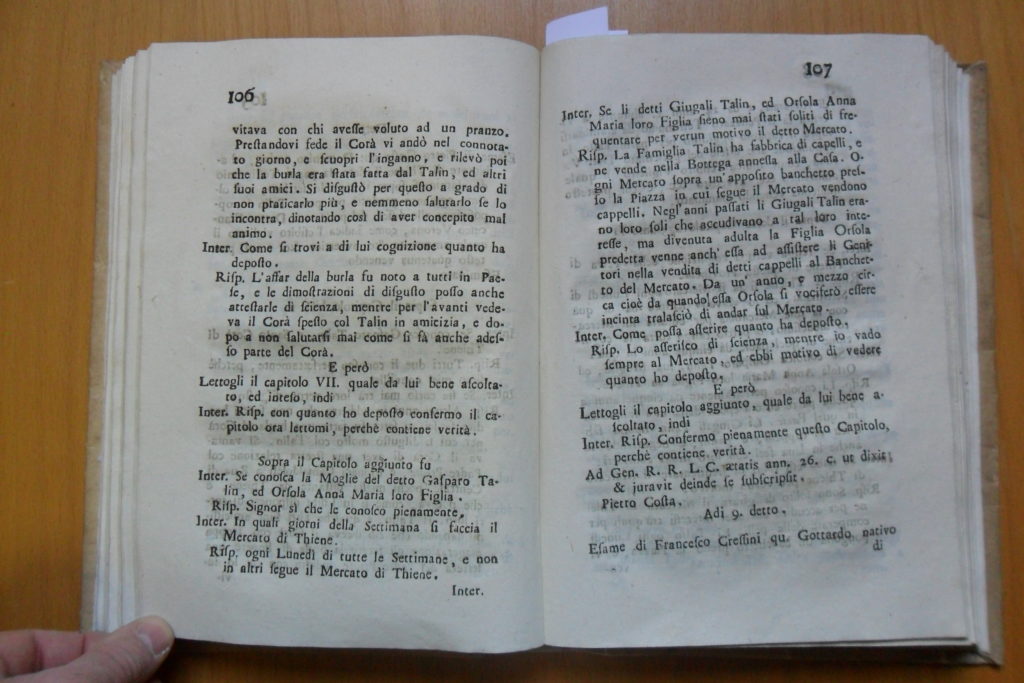 106
vitava con chi aveſſe voluto ad un pranzo.
Preſtandovi fede il Corà vi andò nel connota-
to giorno, e ſcuoprì l'inganno, e rilevò poi
che la burla era ſtata fatta dal Talin, ed altri
ſuoi amici. Si diſguſtò per queſto a grado di
non praticarlo più, e nemmeno ſalutarlo ſe lo
incontra, dinotando così di aver concepito mal
animo.
Inter. Come ſi trovi a di lui cognizione quanto ha
depoſto.
Riſp. L'affar della burla fu noto a tutti in Pae-
ſe, e le dimoſtrazioni di diſguſto poſſo anche
atteſtarle di ſcienza, mentre per l'avanti vede-
va il Corà ſpeſſo col Talin in amicizia, e do-
po a non ſalutarſi mai come ſi fà anche adeſ-
ſo parte del Corà.
E però
Lettogli il capitolo VII. quale da lui bene aſcolta-
to, ed inteſo, indi
Inter. Riſp. con quanto ho depoſto confermo il ca-
pitolo ora lettomi, perchè contiene verità.
Sopra il Capitolo aggiunto fu
Inter. Se conoſca la Moglie del detto Gaſparo Ta-
lin, ed Orſola Anna Maria loro Figlia.
Riſp. Signor sì che le conoſco pienamente.
Inter. In quali giorni della Settimana ſi faccia il
Mercato di Thiene.
Riſp. ogni Lunedì di tutte le Settimane, e non
in altri ſegue il Mercato di Thiene.
Inter.
107
Inter. Se li detti Giugali Talin, ed Orſola Anna
Maria loro Figlia ſieno mai ſtati ſoliti di fre-
quentare per verun motivo il detto Mercato.
Riſp. La Famiglia Talin ha fabbrica di capelli, e
ne vende nella Bottega anneſſa alla Caſa. O-
gni Mercato ſopra un'appoſito banchetto preſ-
ſo la Piazza in cui ſegue il Mercato vendono
cappelli. Negl'anni paſſati li Giugali Talin era-
no loro ſoli che accudivano a tal loro inte-
reſſe, ma divenuta adulta la Figlia Orſola
predetta venne anch'eſſa ad aſſiſtere li Geni-
tori nella vendita di detti cappelli al Banchet-
to del Mercato. Da un'anno, e mezzo cir-
ca cioè da quando eſſa Orſola ſi vociferò eſſere
incinta tralaſciò di andar ſul Mercato.
Inter. Come poſſa aſſerire quanto ha depoſto.
Riſp. Lo aſſeriſco di ſcienza, mentre io vado
ſempre al Mercato, ed ebbi motivo di vedere
quanto ho depoſto.
E però
Lettogli il capitolo aggiunto, quale da lui bene a-
ſcoltato, indi
Inter. Riſp. Confermo pienamente queſto Capitolo,
perchè contiene verità.
Ad Gen. R. R. L. C. ætatis ann. 26. c. ut dixit
& juravit deinde ſe ſubſcripſit.
Pietro Coſta.
Adi 9. detto.
Eſame di Franceſco Creſſini qu. Gottardo nativo
di